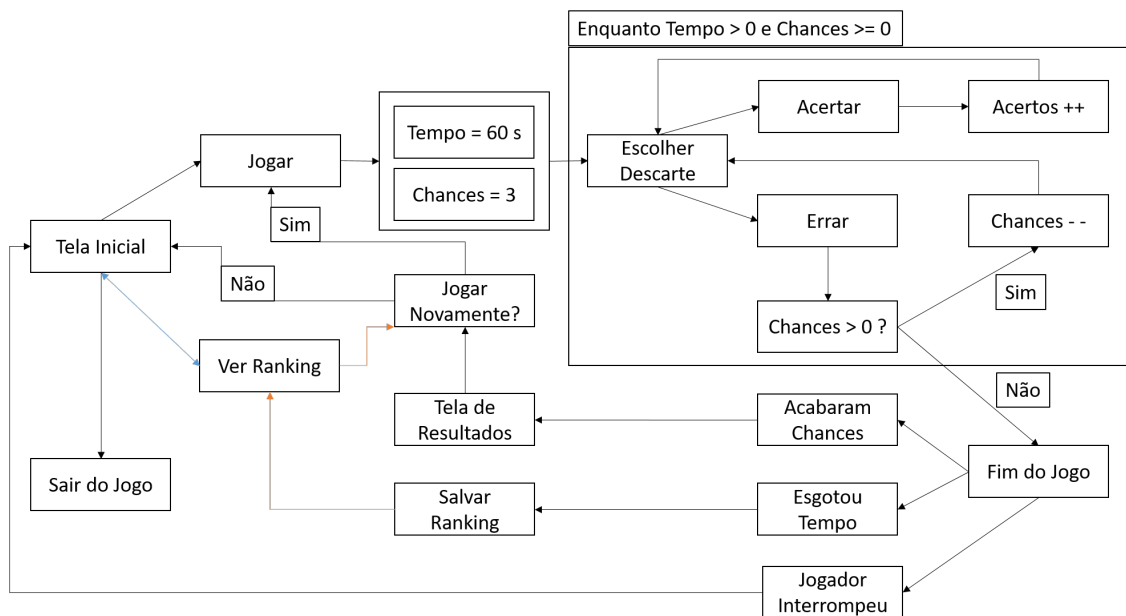 Enquanto Tempo > 0 e Chances >= 0
Acertar
Acertos ++
Tempo = 60 s
Jogar
Escolher
Descarte
Chances = 3
Sim
Errar
Chances - -
Tela Inicial
Não
Jogar
Novamente?
Sim
Chances > 0 ?
Ver Ranking
Não
Tela de
Resultados
Acabaram
Chances
Sair do Jogo
Fim do Jogo
Salvar
Ranking
Esgotou
Tempo
Jogador
Interrompeu